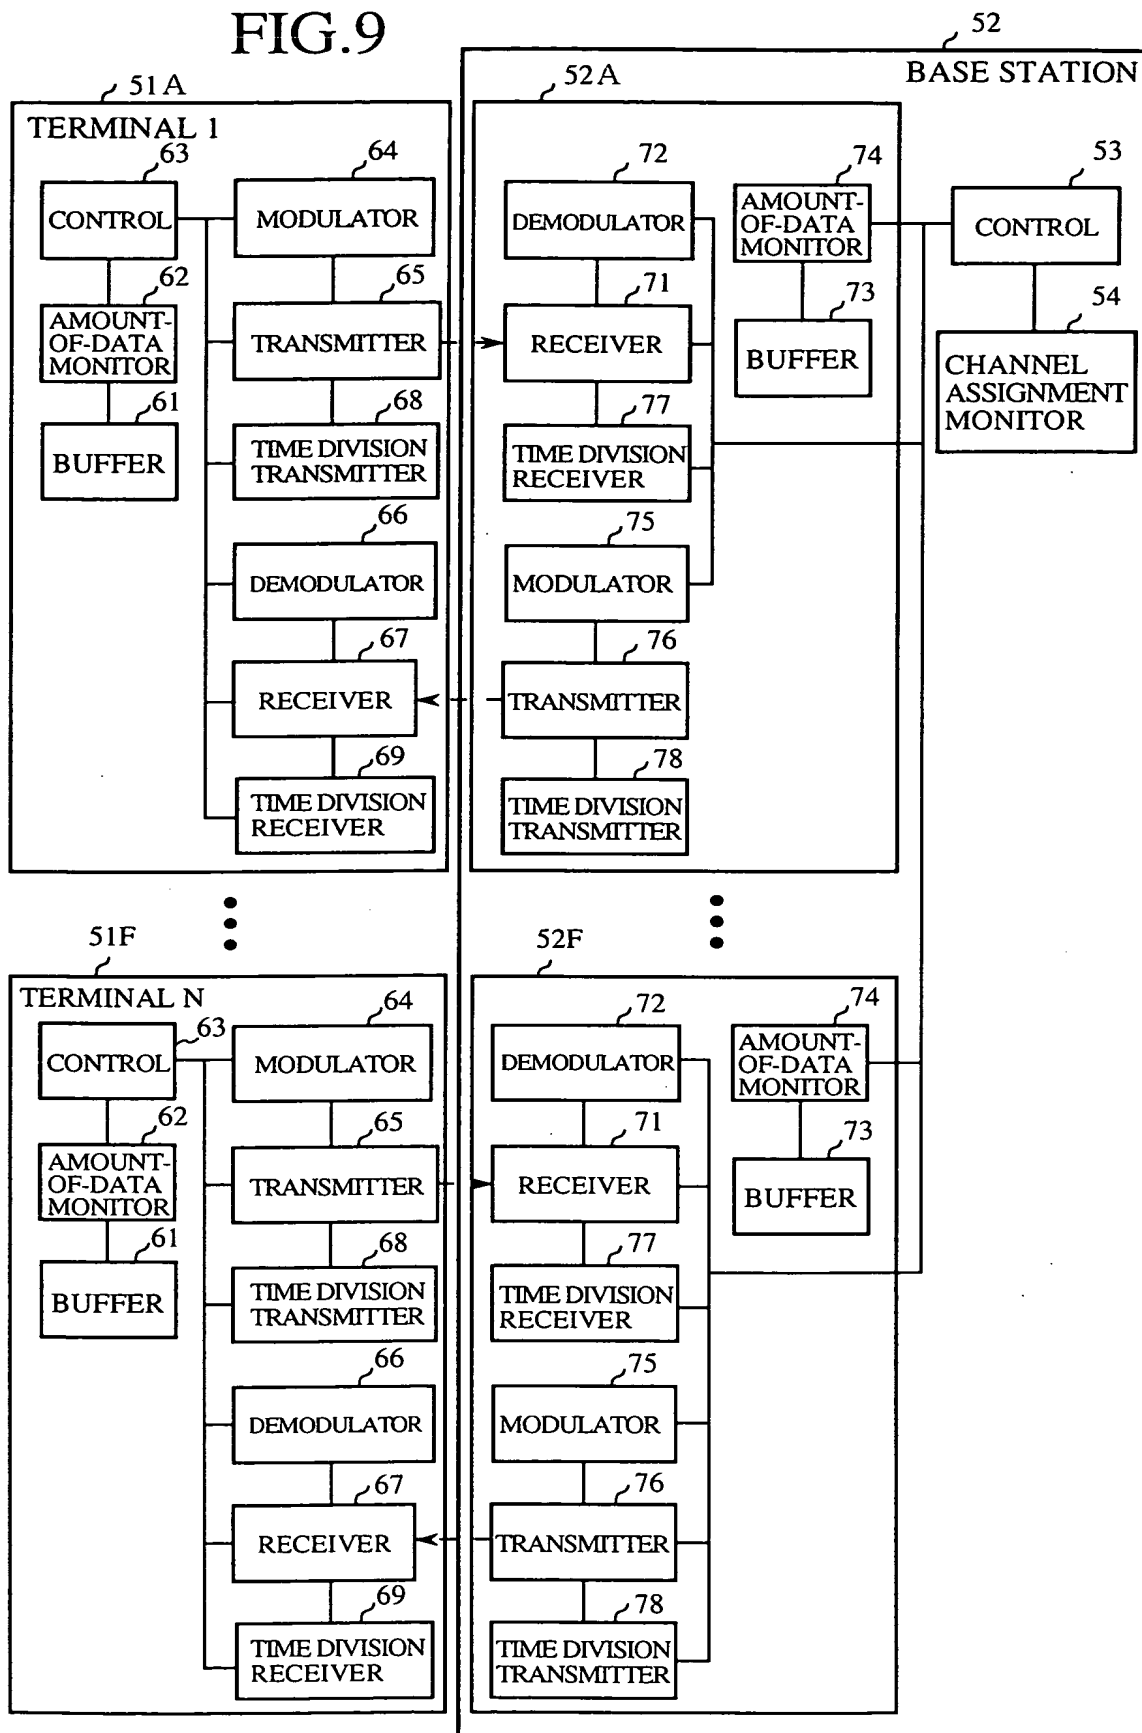 FIG.9
52
BASE STATION
51A
TERMINAL 1
63
CONTROL
62
AMOUNT-
OF-DATA
MONITOR
61
BUFFER
64
MODULATOR
65
TRANSMITTER
68
TIME DIVISION
TRANSMITTER
66
DEMODULATOR
67
RECEIVER
69
TIME DIVISION
RECEIVER
52A
72
DEMODULATOR
71
RECEIVER
77
TIME DIVISION
RECEIVER
75
MODULATOR
76
TRANSMITTER
78
TIME DIVISION
TRANSMITTER
74
AMOUNT-
OF-DATA
MONITOR
73
BUFFER
53
CONTROL
54
CHANNEL
ASSIGNMENT
MONITOR
51F
TERMINAL N
63
CONTROL
62
AMOUNT-
OF-DATA
MONITOR
61
BUFFER
64
MODULATOR
65
TRANSMITTER
68
TIME DIVISION
TRANSMITTER
66
DEMODULATOR
67
RECEIVER
69
TIME DIVISION
RECEIVER
52F
72
DEMODULATOR
71
RECEIVER
77
TIME DIVISION
RECEIVER
75
MODULATOR
76
TRANSMITTER
78
TIME DIVISION
TRANSMITTER
74
AMOUNT-
OF-DATA
MONITOR
73
BUFFER